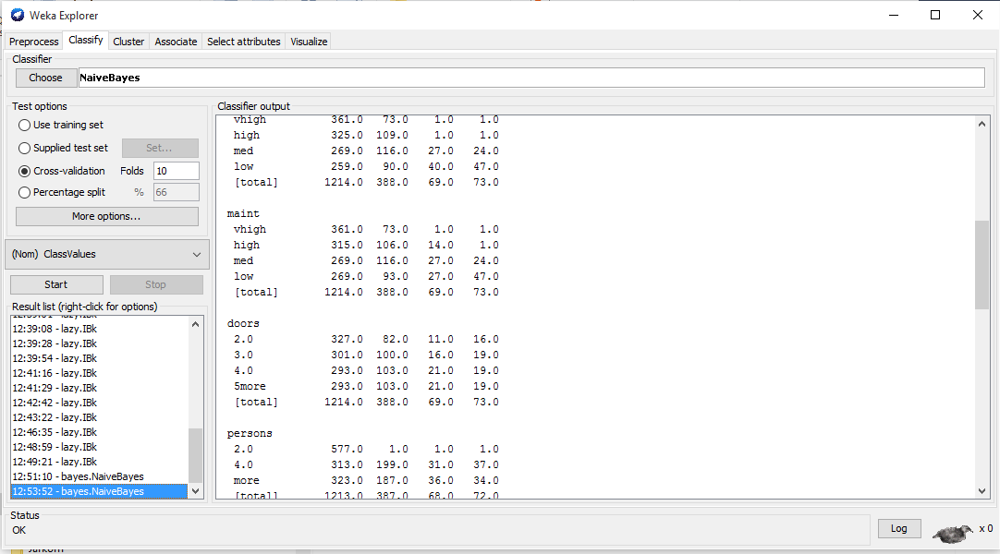 Weka Explorer
Preprocess Classify Cluster Associate Select attributes Visualize
Classifier
Choose NaiveBayes
Test options
Use training set
Supplied test set Set...
Cross-validation Folds 10
Percentage split % 66
More options...
(Nom) ClassValues
Start Stop
Result list (right-click for options)
12:39:08 - lazy.IBk
12:39:28 - lazy.IBk
12:39:54 - lazy.IBk
12:41:16 - lazy.IBk
12:41:29 - lazy.IBk
12:42:42 - lazy.IBk
12:43:22 - lazy.IBk
12:46:35 - lazy.IBk
12:48:59 - lazy.IBk
12:49:21 - lazy.IBk
12:51:10 - bayes.NaiveBayes
12:53:52 - bayes.NaiveBayes
Classifier output
vhigh 361.0 73.0 1.0 1.0
high 325.0 109.0 1.0 1.0
med 269.0 116.0 27.0 24.0
low 259.0 90.0 40.0 47.0
[total] 1214.0 388.0 69.0 73.0
maint
vhigh 361.0 73.0 1.0 1.0
high 315.0 106.0 14.0 1.0
med 269.0 116.0 27.0 24.0
low 269.0 93.0 27.0 47.0
[total] 1214.0 388.0 69.0 73.0
doors
2.0 327.0 82.0 11.0 16.0
3.0 301.0 100.0 16.0 19.0
4.0 293.0 103.0 21.0 19.0
5more 293.0 103.0 21.0 19.0
[total] 1214.0 388.0 69.0 73.0
persons
2.0 577.0 1.0 1.0 1.0
4.0 313.0 199.0 31.0 37.0
more 323.0 187.0 36.0 34.0
[total] 1213.0 387.0 68.0 72.0
Status
OK
Log x 0